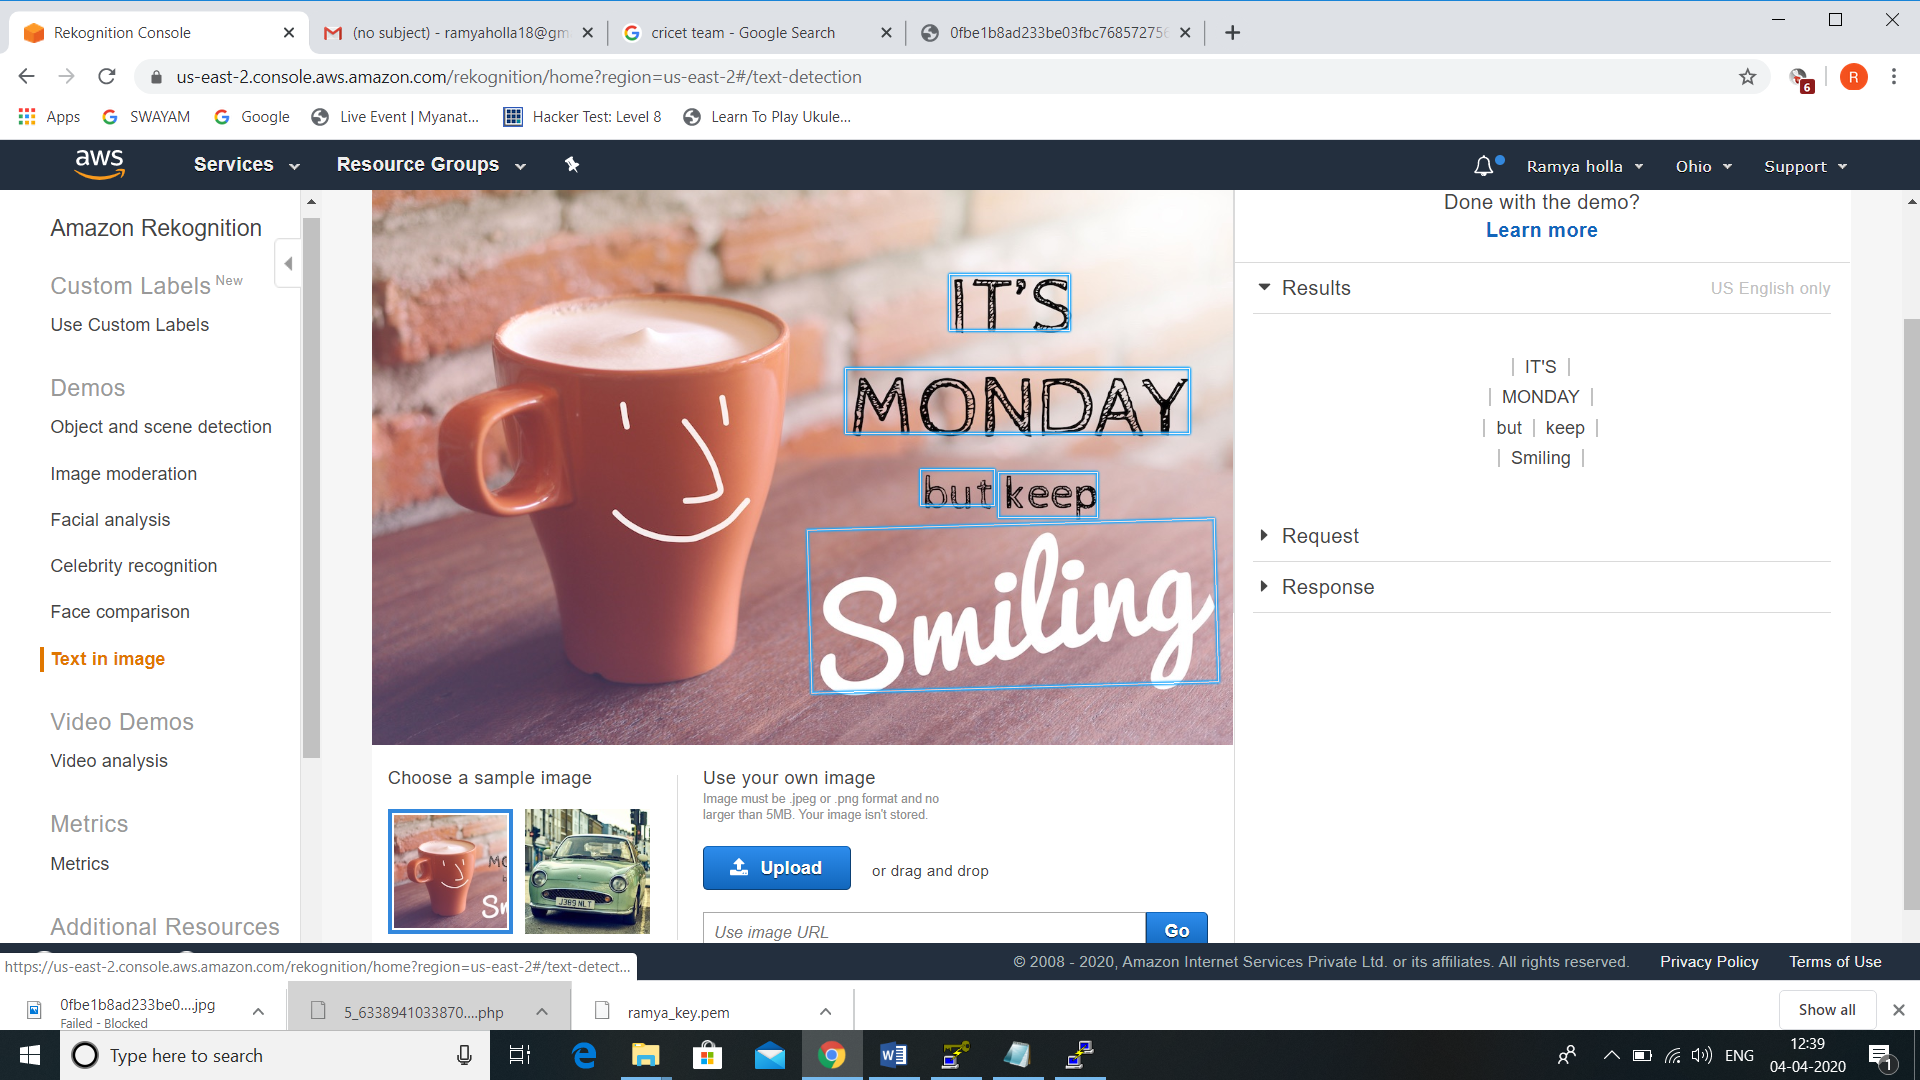 Rekognition Console
(no subject) - ramyaholla18@gm
cricet team - Google Search
0fbe1b8ad233be03fbc76857275
us-east-2.console.aws.amazon.com/rekognition/home?region=us-east-2#/text-detection
R
6
Apps
SWAYAM
Google
Live Event | Myanat...
Hacker Test: Level 8
Learn To Play Ukule...
aws
Services
Resource Groups
Ramya holla
Ohio
Support
Amazon Rekognition
Custom Labels New
Use Custom Labels
Demos
Object and scene detection
Image moderation
Facial analysis
Celebrity recognition
Face comparison
Text in image
Video Demos
Video analysis
Metrics
Metrics
Additional Resources
IT'S
MONDAY
but keep
Smiling
Choose a sample image
J389 NLT
Use your own image
Image must be .jpeg or .png format and no
larger than 5MB. Your image isn't stored.
Upload
or drag and drop
Use image URL
Go
Done with the demo?
Learn more
Results
US English only
| IT'S |
| MONDAY |
| but | keep |
| Smiling |
Request
Response
https://us-east-2.console.aws.amazon.com/rekognition/home?region=us-east-2#/text-detect...
© 2008 - 2020, Amazon Internet Services Private Ltd. or its affiliates. All rights reserved.
Privacy Policy
Terms of Use
0fbe1b8ad233be0....jpg
Failed - Blocked
5_6338941033870....php
ramya_key.pem
Show all
Type here to search
ENG
12:39
04-04-2020
1